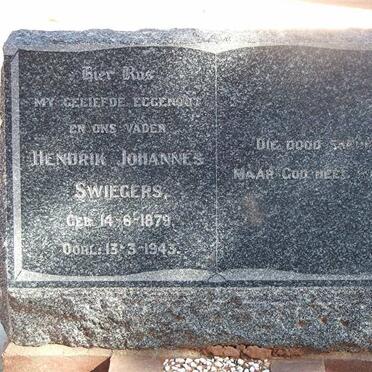 Hier Rus
MY GELIEFDE EGGENOOT
EN ONS VADER
HENDRIK JOHANNES
SWIEGERS,
GEB. 14-6-1879.
OORL. 13-3-1943.
DIE DOOD
MAAR GOD HEEL